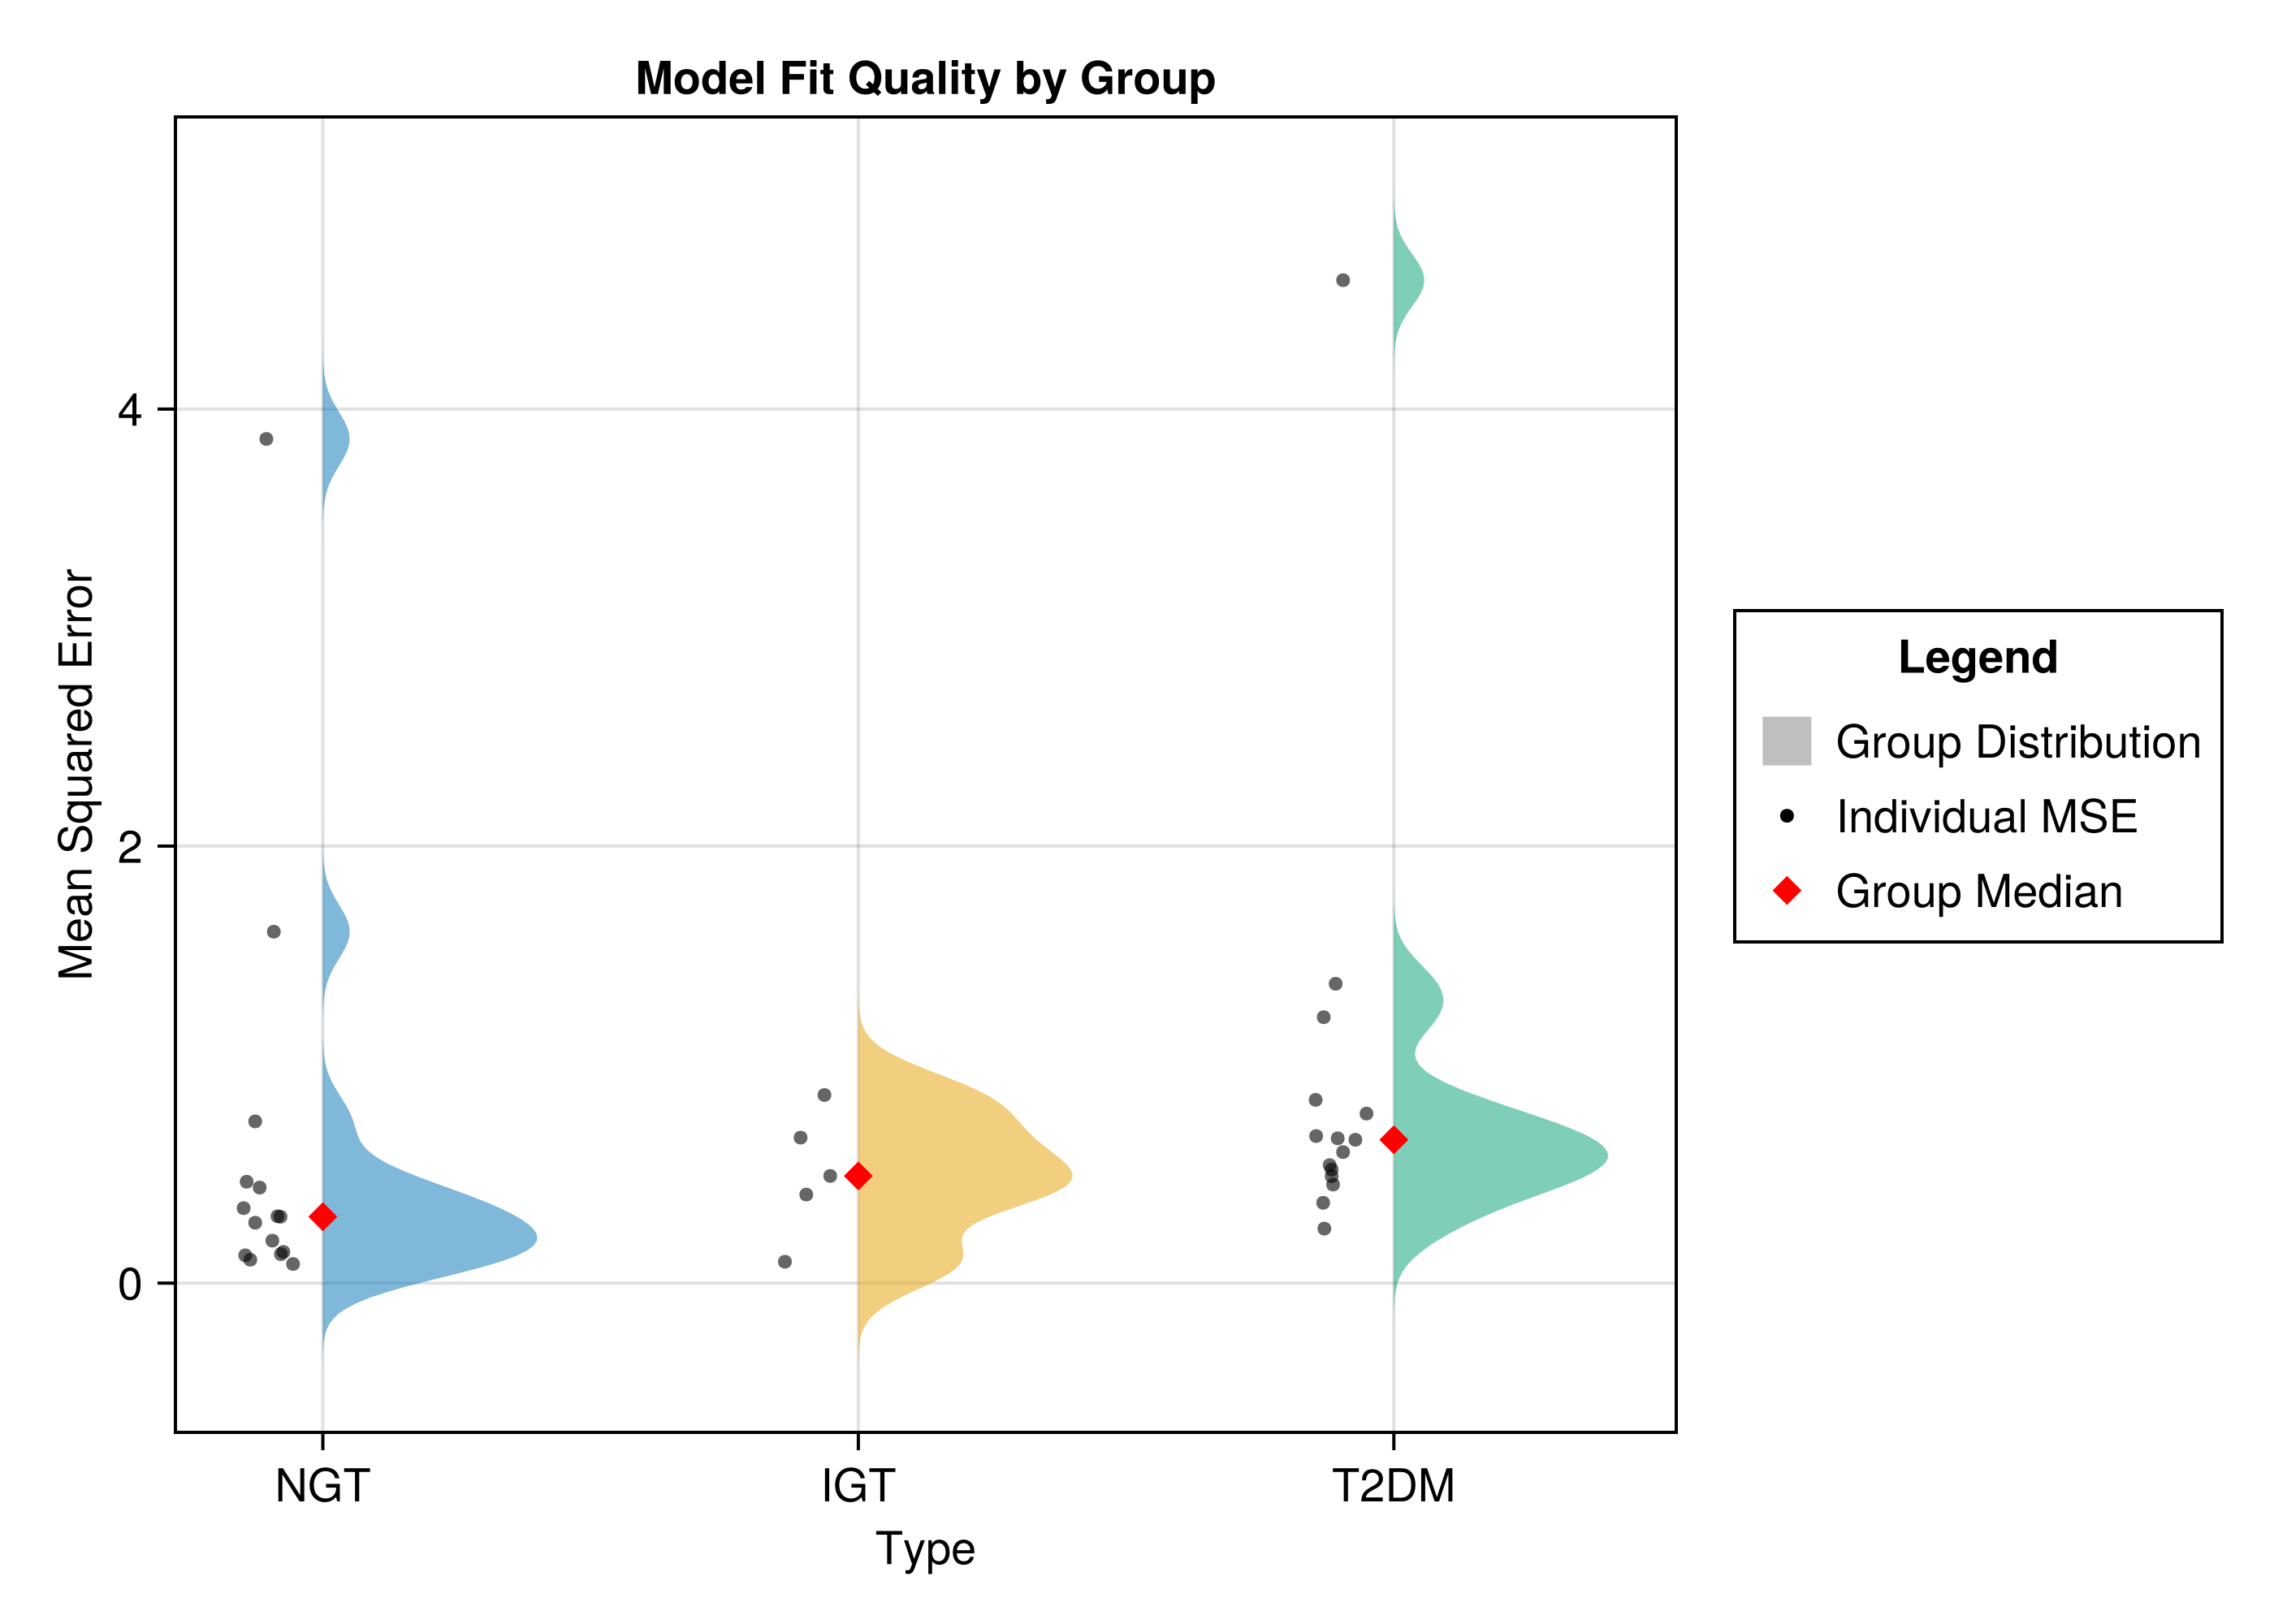 Model Fit Quality by Group
Mean Squared Error
4
2
0
NGT
IGT
T2DM
Type
Legend
Group Distribution
Individual MSE
Group Median